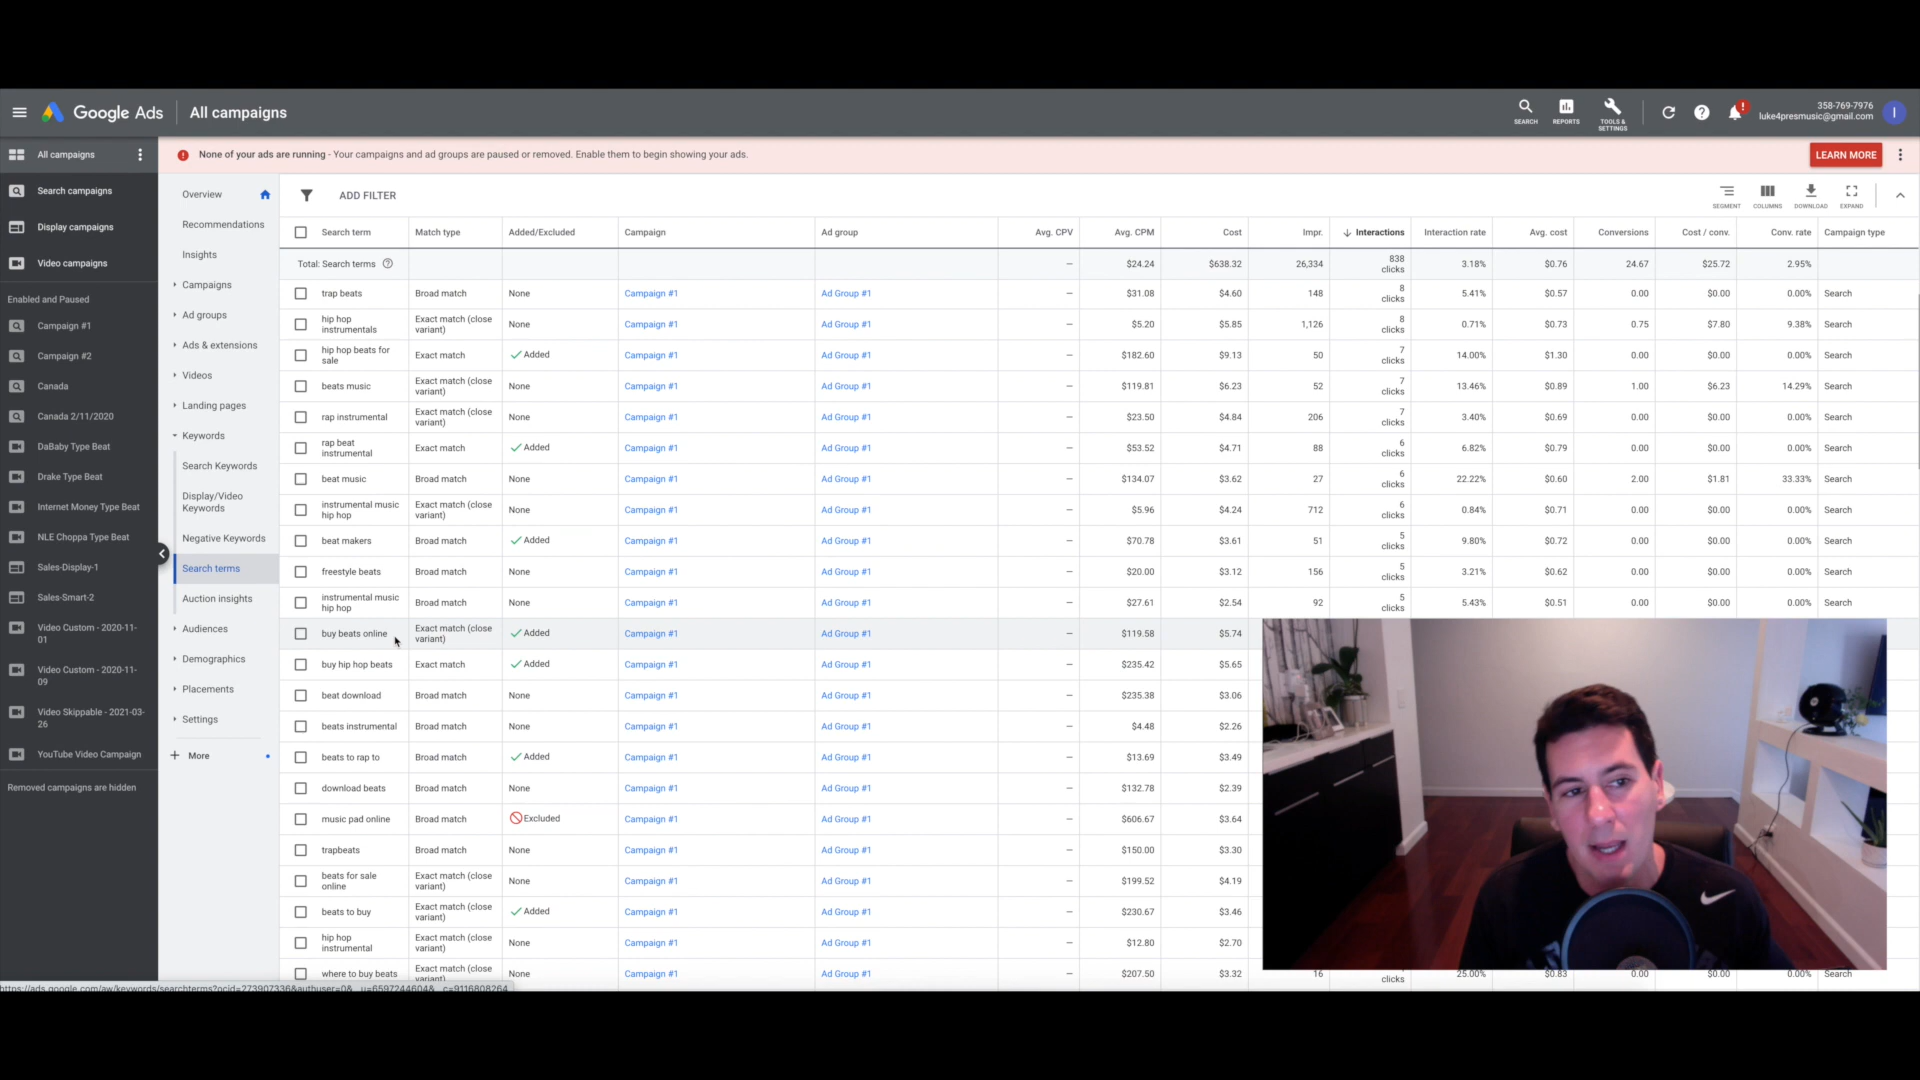 Google Ads
All campaigns
SEARCH
REPORTS
TOOLS &
SETTINGS
!
358-769-7976
luke4presmusic@gmail.com
I
All campaigns
None of your ads are running - Your campaigns and ad groups are paused or removed. Enable them to begin showing your ads.
LEARN MORE
Search campaigns
Display campaigns
Video campaigns
Enabled and Paused
Campaign #1
Campaign #2
Canada
Canada 2/11/2020
DaBaby Type Beat
Drake Type Beat
Internet Money Type Beat
NLE Choppa Type Beat
Sales-Display-1
Sales-Smart-2
Video Custom - 2020-11-
01
Video Custom - 2020-11-
09
Video Skippable - 2021-03-
26
YouTube Video Campaign
Removed campaigns are hidden
Overview
Recommendations
Insights
Campaigns
Ad groups
Ads & extensions
Videos
Landing pages
Keywords
Search Keywords
Display/Video
Keywords
Negative Keywords
Search terms
Auction insights
Audiences
Demographics
Placements
Settings
+ More
ADD FILTER
SEGMENT
COLUMNS
DOWNLOAD
EXPAND
Search term Match type Added/Excluded Campaign Ad group Avg. CPV Avg. CPM Cost Impr. ↓ Interactions Interaction rate Avg. cost Conversions Cost / conv. Conv. rate Campaign type
Total: Search terms — $24.24 $638.32 26,334 838 clicks 3.18% $0.76 24.67 $25.72 2.95%
trap beats Broad match None Campaign #1 Ad Group #1 — $31.08 $4.60 148 8 clicks 5.41% $0.57 0.00 $0.00 0.00% Search
hip hop instrumentals Exact match (close variant) None Campaign #1 Ad Group #1 — $5.20 $5.85 1,126 8 clicks 0.71% $0.73 0.75 $7.80 9.38% Search
hip hop beats for sale Exact match Added Campaign #1 Ad Group #1 — $182.60 $9.13 50 7 clicks 14.00% $1.30 0.00 $0.00 0.00% Search
beats music Exact match (close variant) None Campaign #1 Ad Group #1 — $119.81 $6.23 52 7 clicks 13.46% $0.89 1.00 $6.23 14.29% Search
rap instrumental Exact match (close variant) None Campaign #1 Ad Group #1 — $23.50 $4.84 206 7 clicks 3.40% $0.69 0.00 $0.00 0.00% Search
rap beat instrumental Exact match Added Campaign #1 Ad Group #1 — $53.52 $4.71 88 6 clicks 6.82% $0.79 0.00 $0.00 0.00% Search
beat music Broad match None Campaign #1 Ad Group #1 — $134.07 $3.62 27 6 clicks 22.22% $0.60 2.00 $1.81 33.33% Search
instrumental music hip hop Exact match (close variant) None Campaign #1 Ad Group #1 — $5.96 $4.24 712 6 clicks 0.84% $0.71 0.00 $0.00 0.00% Search
beat makers Broad match Added Campaign #1 Ad Group #1 — $70.78 $3.61 51 5 clicks 9.80% $0.72 0.00 $0.00 0.00% Search
freestyle beats Broad match None Campaign #1 Ad Group #1 — $20.00 $3.12 156 5 clicks 3.21% $0.62 0.00 $0.00 0.00% Search
instrumental music hip hop Broad match None Campaign #1 Ad Group #1 — $27.61 $2.54 92 5 clicks 5.43% $0.51 0.00 $0.00 0.00% Search
buy beats online Exact match (close variant) Added Campaign #1 Ad Group #1 — $119.58 $5.74
buy hip hop beats Exact match Added Campaign #1 Ad Group #1 — $235.42 $5.65
beat download Broad match None Campaign #1 Ad Group #1 — $235.38 $3.06
beats instrumental Broad match None Campaign #1 Ad Group #1 — $4.48 $2.26
beats to rap to Broad match Added Campaign #1 Ad Group #1 — $13.69 $3.49
download beats Broad match None Campaign #1 Ad Group #1 — $132.78 $2.39
music pad online Broad match Excluded Campaign #1 Ad Group #1 — $606.67 $3.64
trapbeats Broad match None Campaign #1 Ad Group #1 — $150.00 $3.30
beats for sale online Exact match (close variant) None Campaign #1 Ad Group #1 — $199.52 $4.19
beats to buy Exact match (close variant) Added Campaign #1 Ad Group #1 — $230.67 $3.46
hip hop instrumental Exact match (close variant) None Campaign #1 Ad Group #1 — $12.80 $2.70
where to buy beats Exact match (close variant) None Campaign #1 Ad Group #1 — $207.50 $3.32 16 clicks 25.00% $0.83 0.00 $0.00 0.00% Search
https://ads.google.com/aw/keywords/searchterms?ocid=273907336&authuser=0&__u=6597244604&__c=9116808264